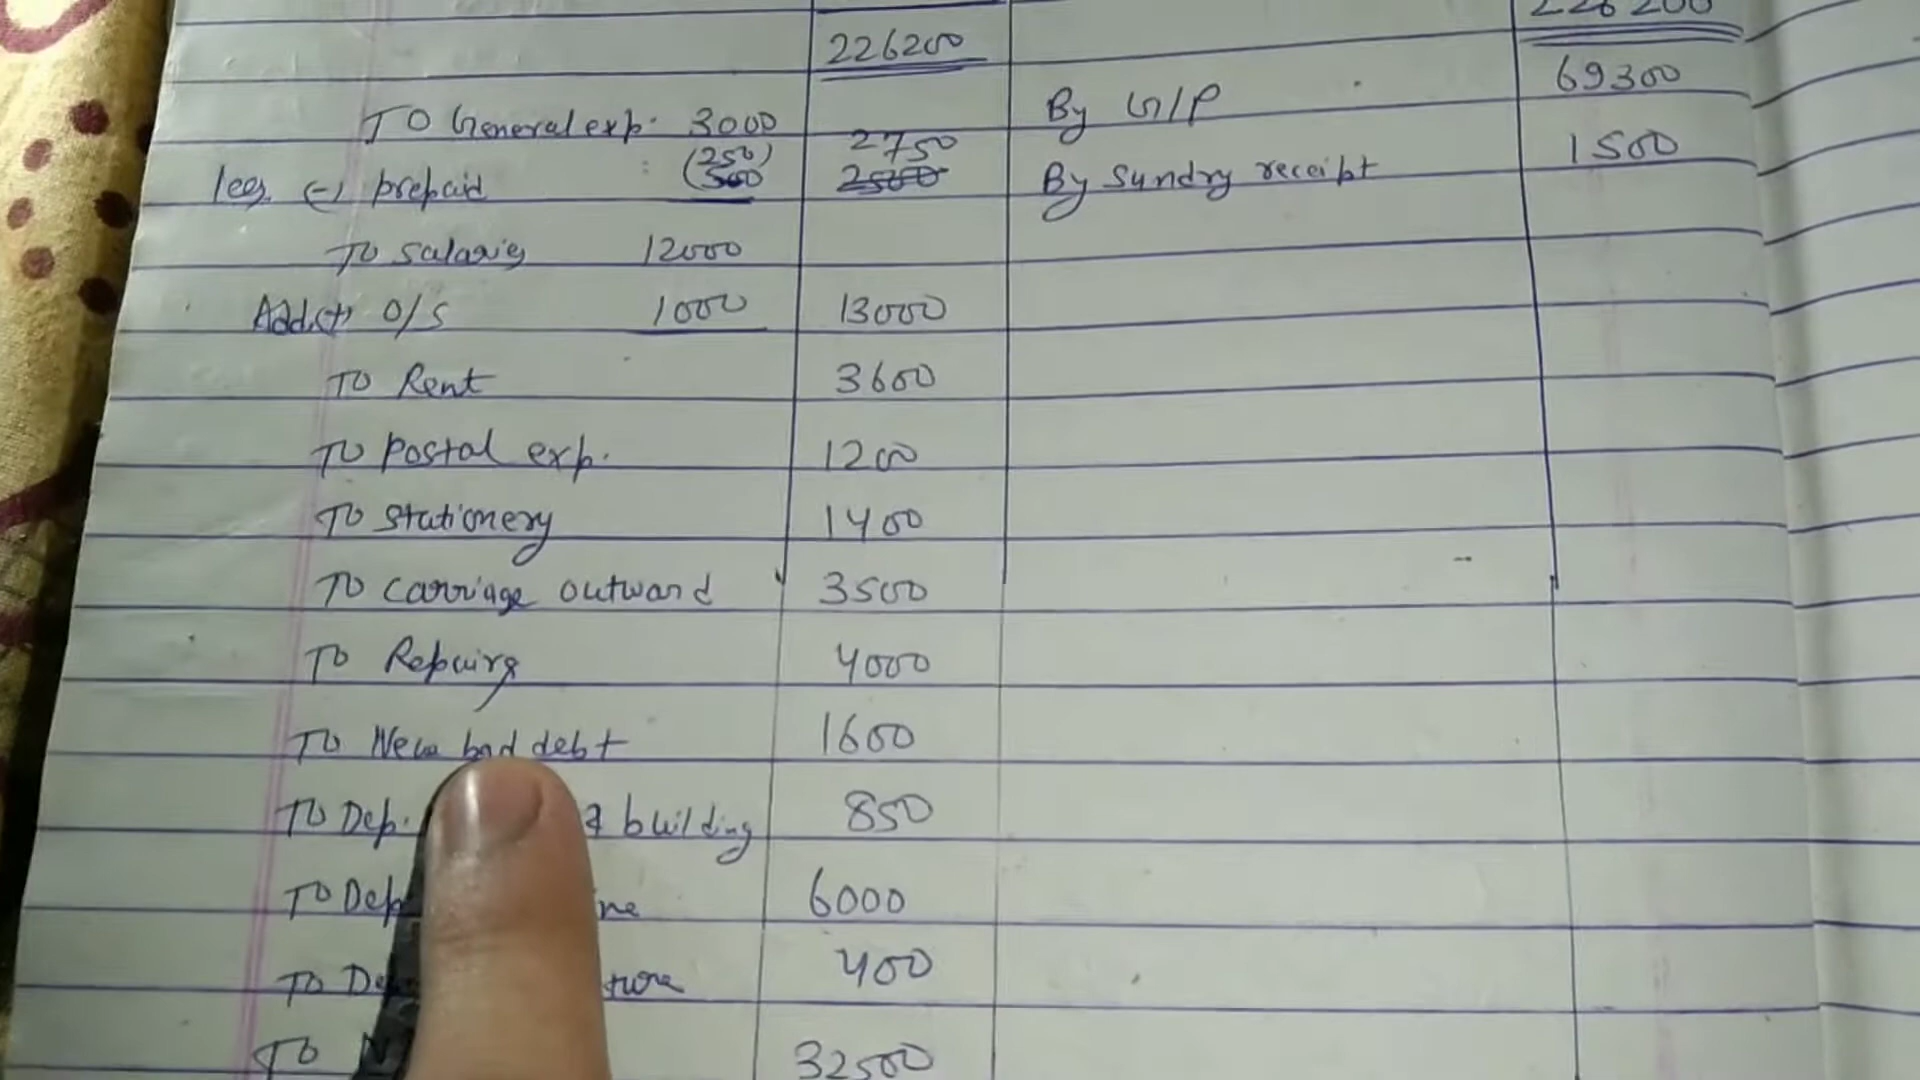 226200
226200
By G/P 69300
TO General exp. 3000
(250) 2750
less (-) prepaid 500 2500 By Sundry receipt 1500
TO salaries 12000
Add(+) O/S 1000 13000
TO Rent 3600
TO postal exp. 1200
TO stationery 1400
TO carriage outward 3500
TO Repairs 4000
TO New bad debt 1600
TO Dep. building 850
TO Dep 6000
TO 400
TO 32500